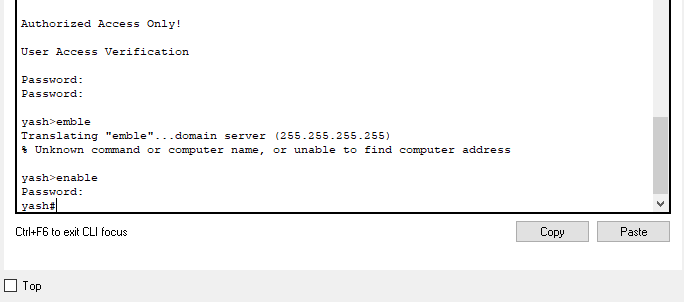 Authorized Access Only!
User Access Verification
Password:
Password:
yash>emble
Translating "emble"...domain server (255.255.255.255)
% Unknown command or computer name, or unable to find computer address
yash>enable
Password:
yash#
Ctrl+F6 to exit CLI focus
Copy
Paste
Top